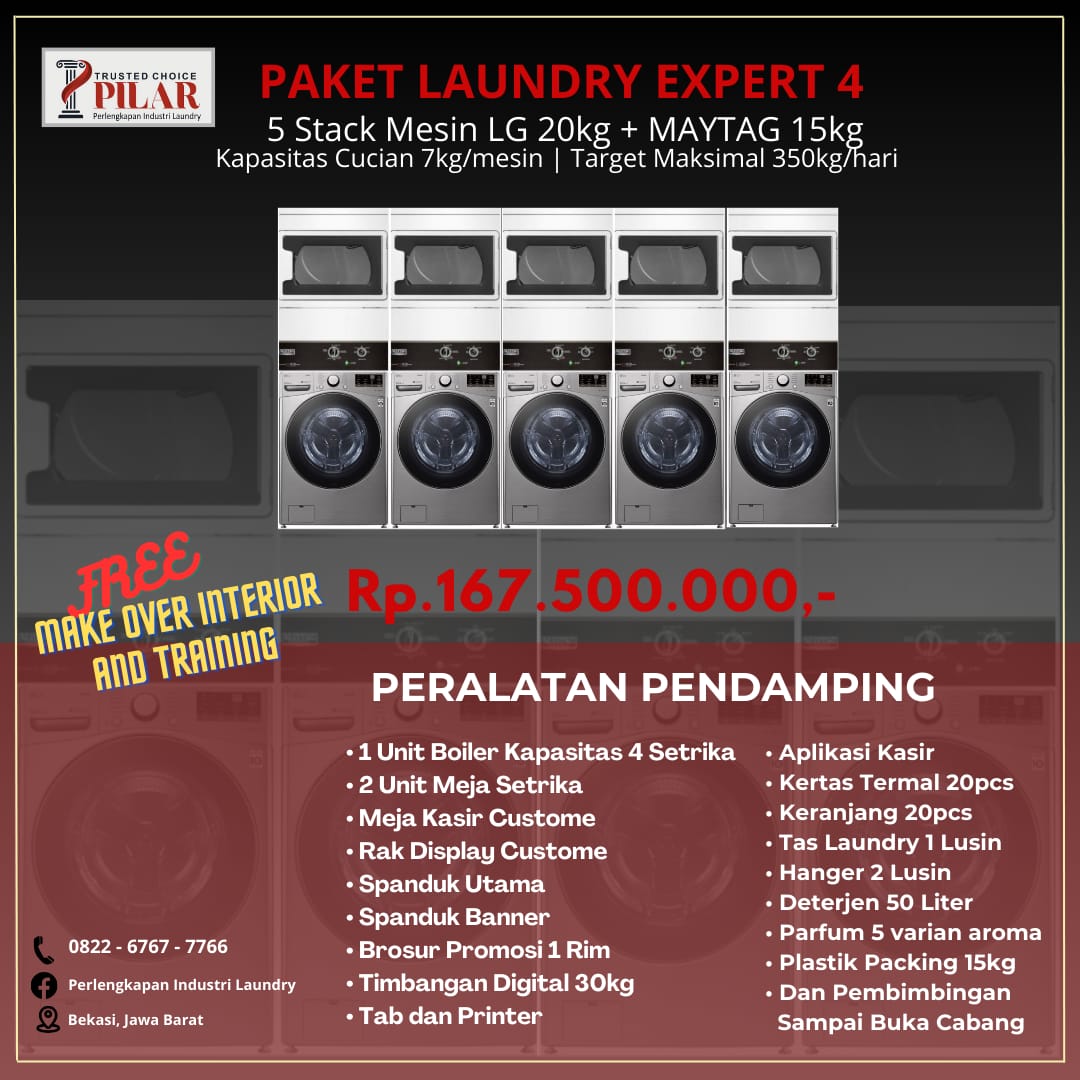 TRUSTED CHOICE
PILAR
Perlengkapan Industri Laundry
PAKET LAUNDRY EXPERT 4
5 Stack Mesin LG 20kg + MAYTAG 15kg
Kapasitas Cucian 7kg/mesin | Target Maksimal 350kg/hari
FREE
MAKE OVER INTERIOR
AND TRAINING
Rp.167.500.000,-
PERALATAN PENDAMPING
• 1 Unit Boiler Kapasitas 4 Setrika
• 2 Unit Meja Setrika
• Meja Kasir Custome
• Rak Display Custome
• Spanduk Utama
• Spanduk Banner
• Brosur Promosi 1 Rim
• Timbangan Digital 30kg
• Tab dan Printer
• Aplikasi Kasir
• Kertas Termal 20pcs
• Keranjang 20pcs
• Tas Laundry 1 Lusin
• Hanger 2 Lusin
• Deterjen 50 Liter
• Parfum 5 varian aroma
• Plastik Packing 15kg
• Dan Pembimbingan
Sampai Buka Cabang
0822 - 6767 - 7766
Perlengkapan Industri Laundry
Bekasi, Jawa Barat